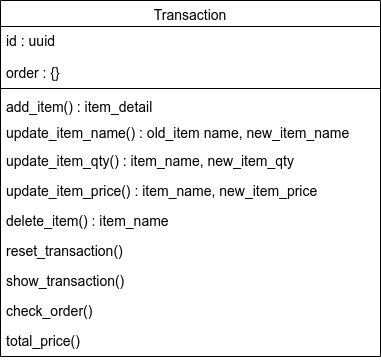 Transaction
id : uuid
order : {}
add_item() : item_detail
update_item_name() : old_item name, new_item_name
update_item_qty() : item_name, new_item_qty
update_item_price() : item_name, new_item_price
delete_item() : item_name
reset_transaction()
show_transaction()
check_order()
total_price()